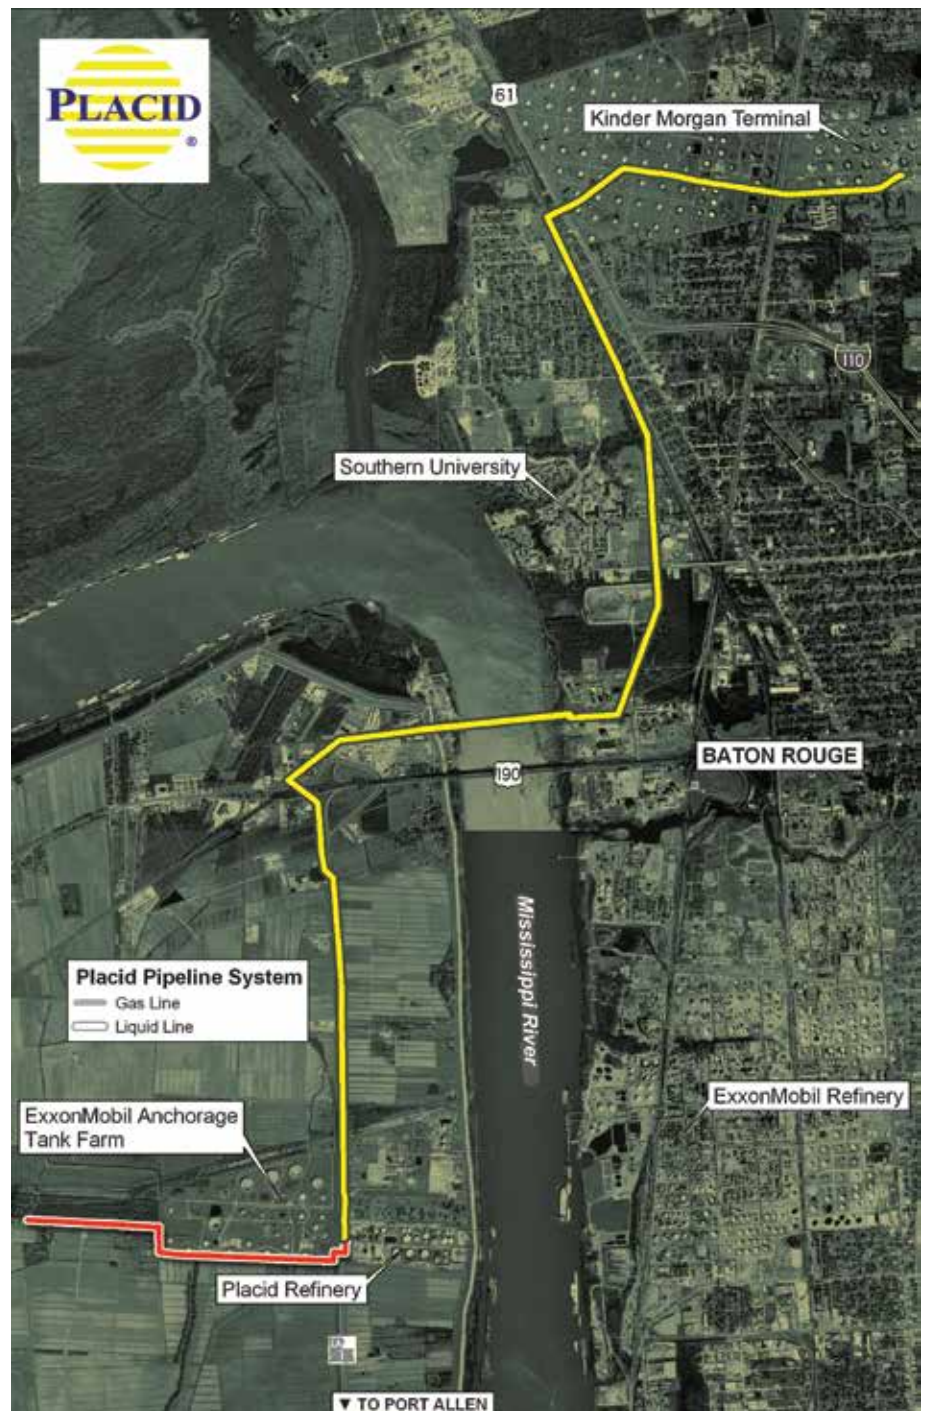 PLACID
®
61
Kinder Morgan Terminal
110
Southern University
BATON ROUGE
190
Mississippi River
Placid Pipeline System
Gas Line
Liquid Line
ExxonMobil Refinery
ExxonMobil Anchorage
Tank Farm
Placid Refinery
▼ TO PORT ALLEN